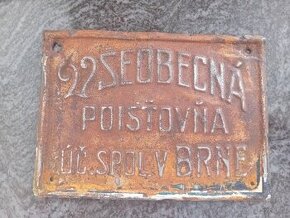 VŠEOBECNÁ
POISŤOVŇA
ÚČ. SPOL. V BRNE